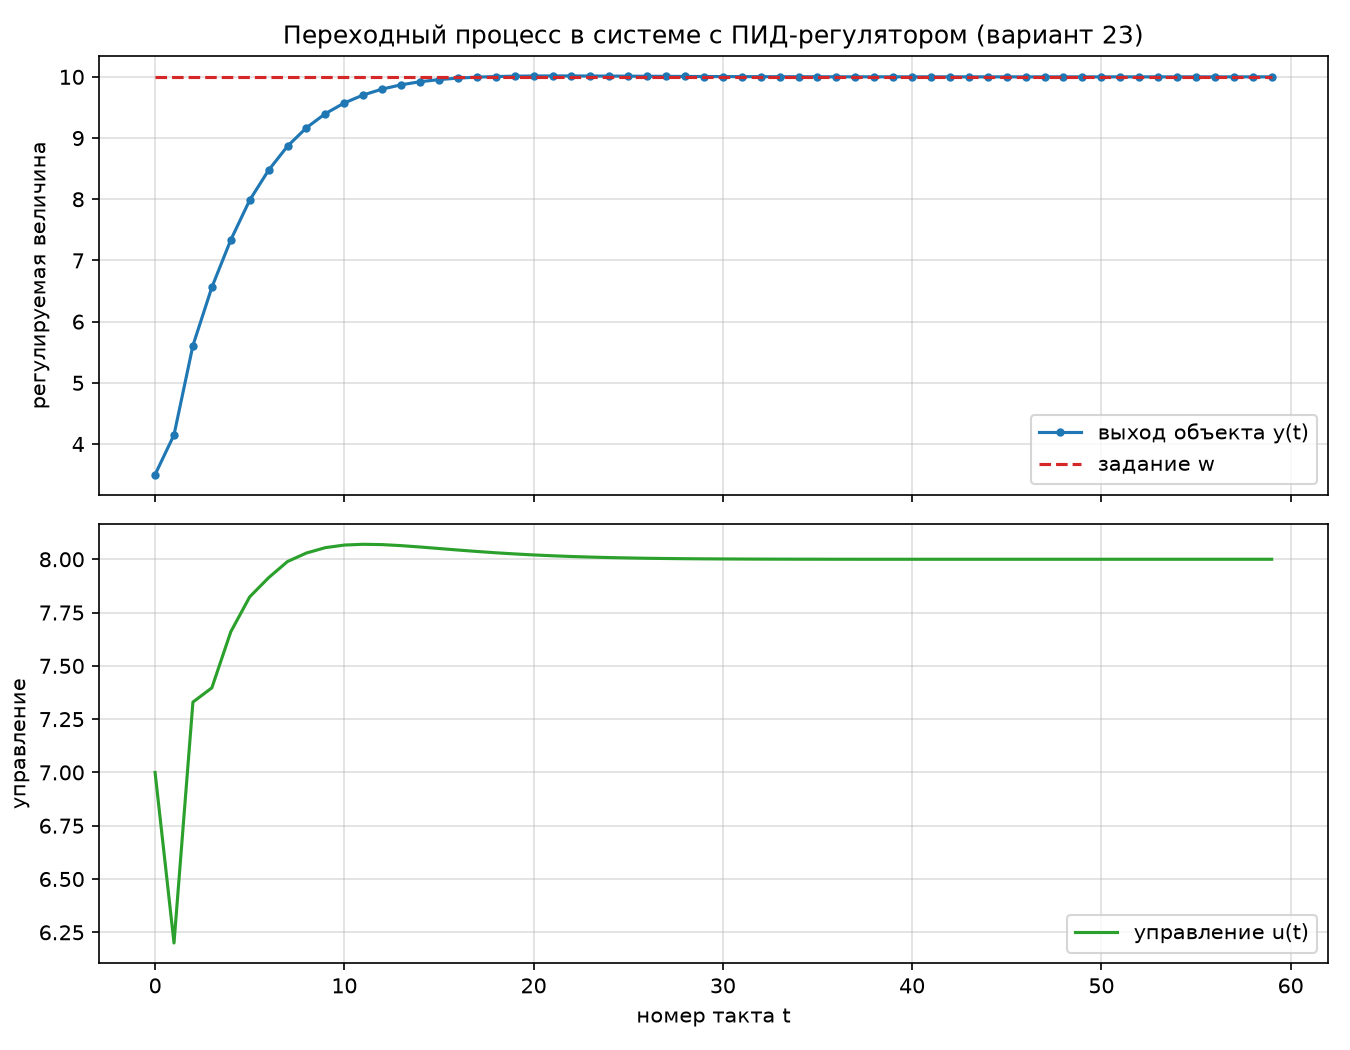 Переходный процесс в системе с ПИД-регулятором (вариант 23)
10
9
8
7
6
5
4
регулируемая величина
выход объекта y(t)
задание w
8.00
7.75
7.50
7.25
7.00
6.75
6.50
6.25
управление
управление u(t)
0 10 20 30 40 50 60
номер такта t